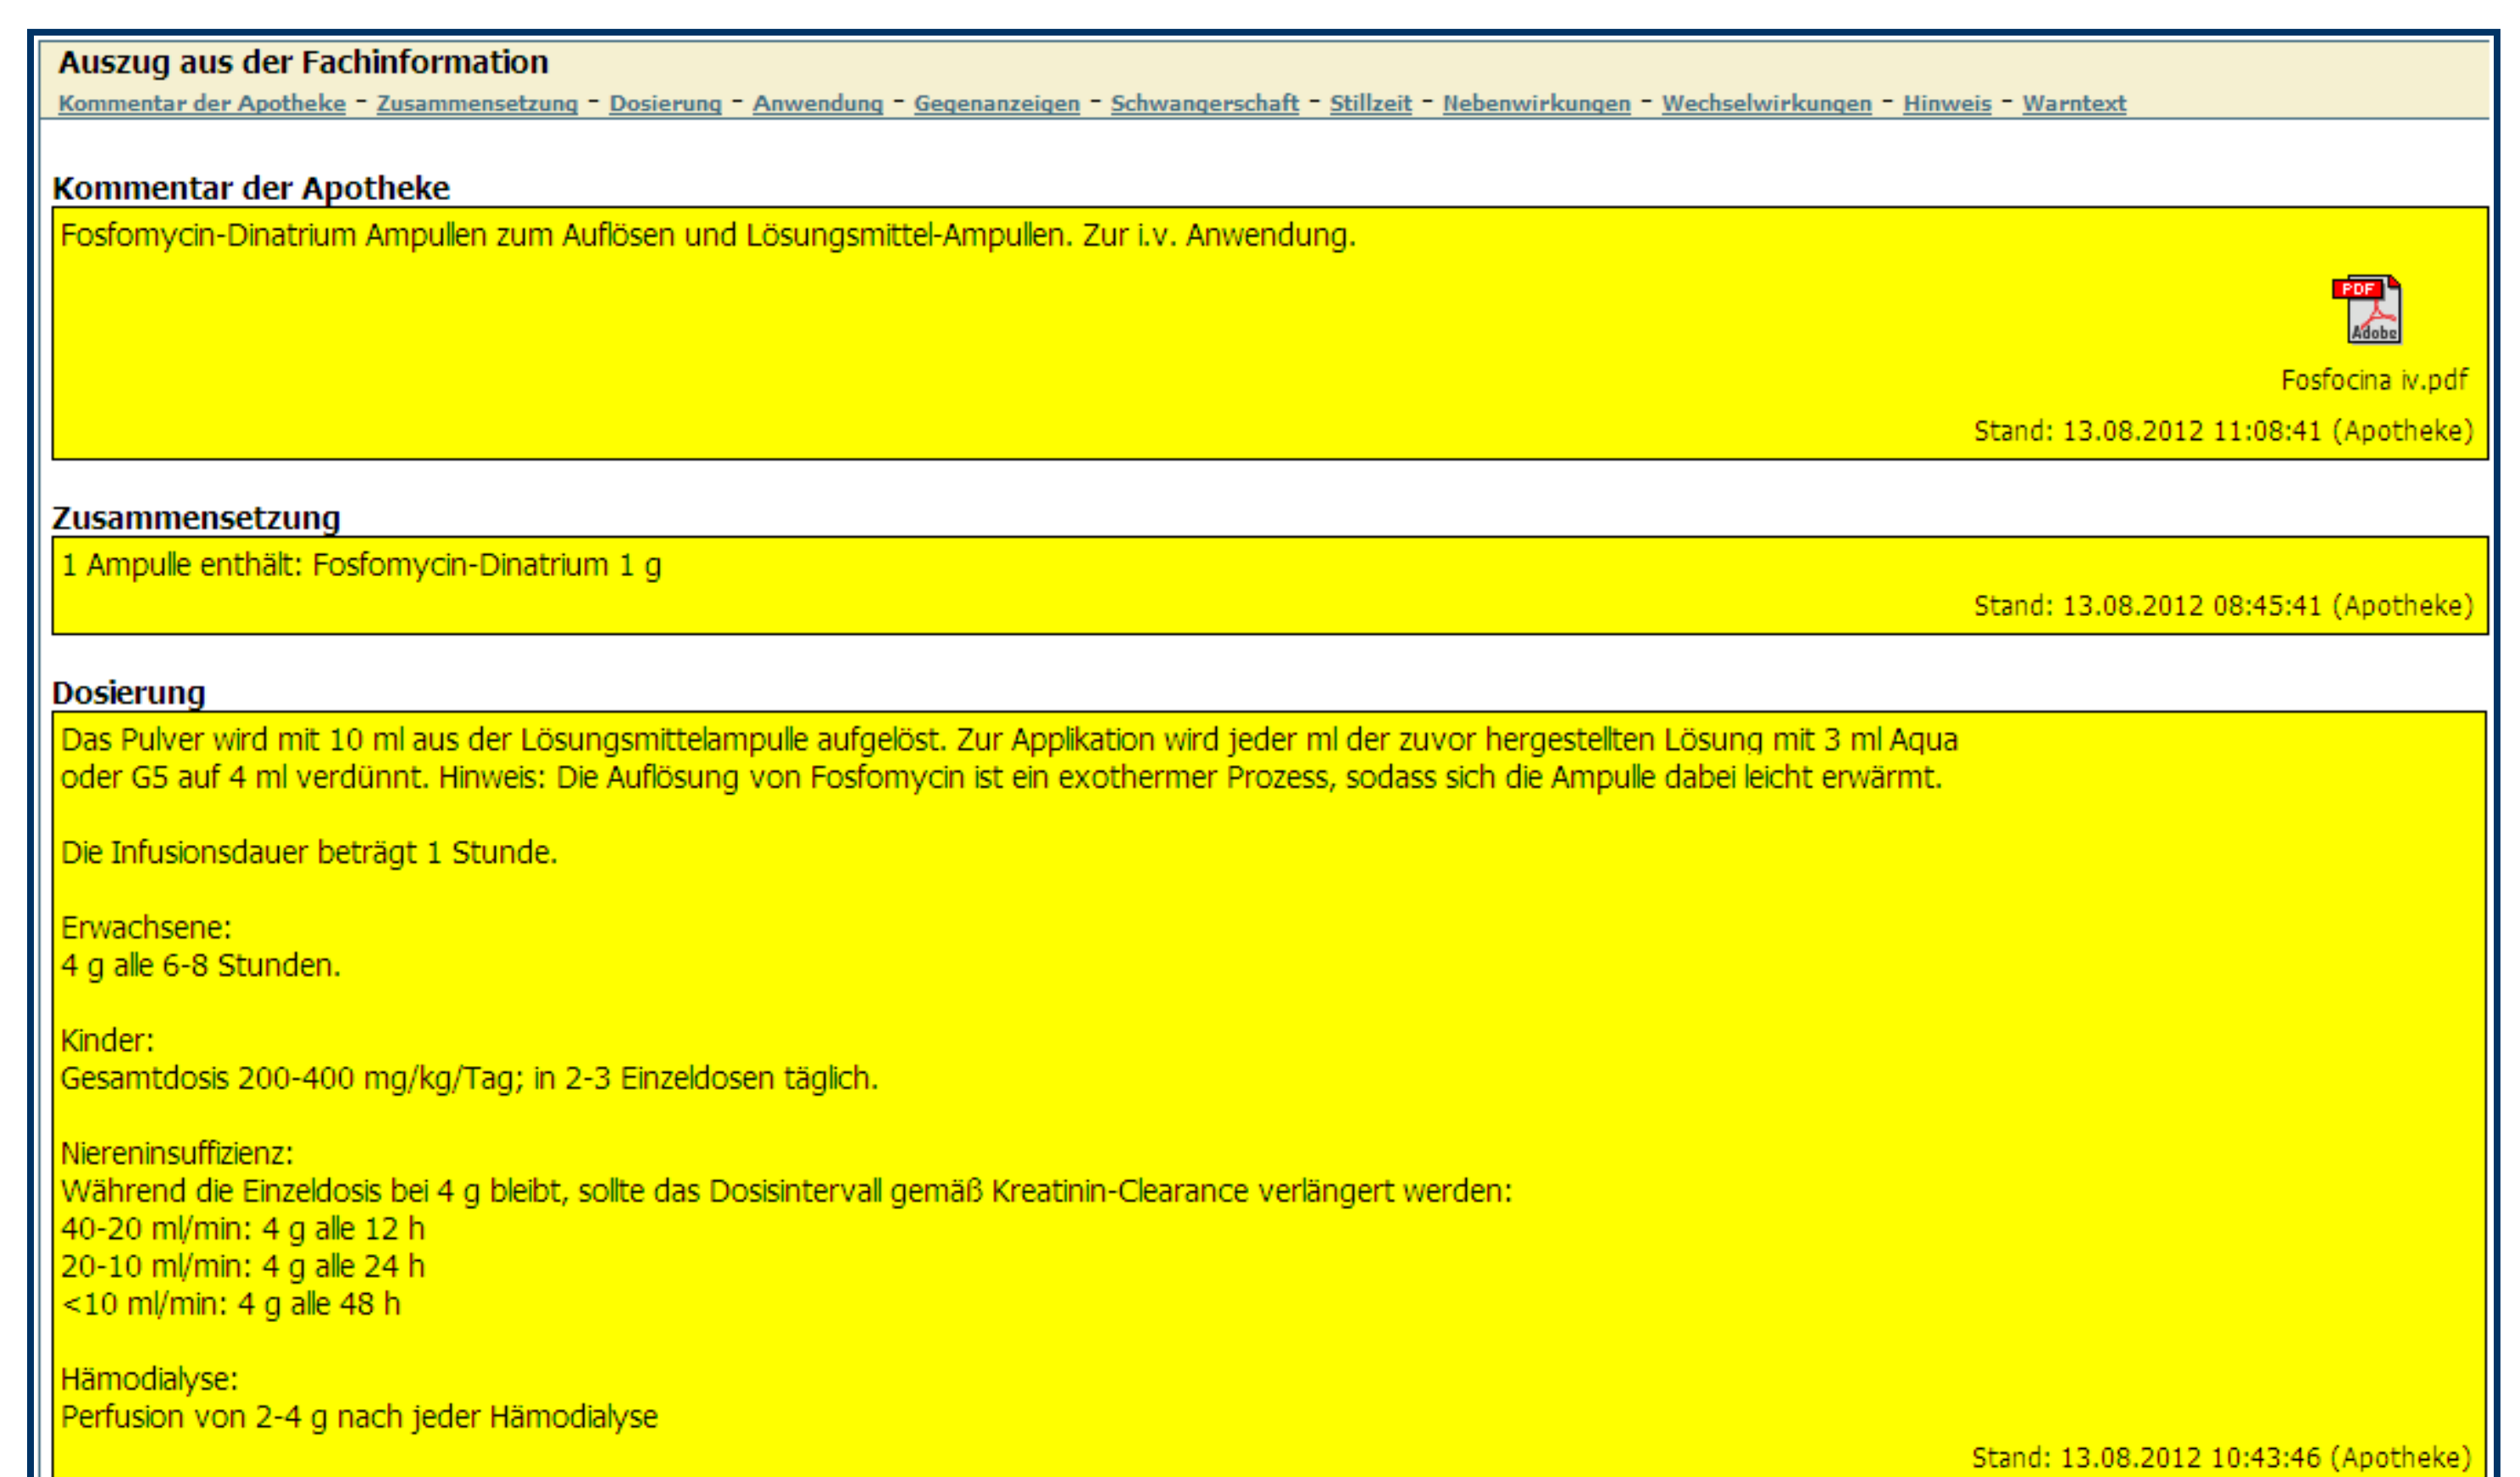 Auszug aus der Fachinformation
Kommentar der Apotheke - Zusammensetzung - Dosierung - Anwendung - Gegenanzeigen - Schwangerschaft - Stillzeit - Nebenwirkungen - Wechselwirkungen - Hinweis - Warntext
Kommentar der Apotheke
Fosfomycin-Dinatrium Ampullen zum Auflösen und Lösungsmittel-Ampullen. Zur i.v. Anwendung.
PDF
Adobe
Fosfocina iv.pdf
Stand: 13.08.2012 11:08:41 (Apotheke)
Zusammensetzung
1 Ampulle enthält: Fosfomycin-Dinatrium 1 g
Stand: 13.08.2012 08:45:41 (Apotheke)
Dosierung
Das Pulver wird mit 10 ml aus der Lösungsmittelampulle aufgelöst. Zur Applikation wird jeder ml der zuvor hergestellten Lösung mit 3 ml Aqua
oder G5 auf 4 ml verdünnt. Hinweis: Die Auflösung von Fosfomycin ist ein exothermer Prozess, sodass sich die Ampulle dabei leicht erwärmt.
Die Infusionsdauer beträgt 1 Stunde.
Erwachsene:
4 g alle 6-8 Stunden.
Kinder:
Gesamtdosis 200-400 mg/kg/Tag; in 2-3 Einzeldosen täglich.
Niereninsuffizienz:
Während die Einzeldosis bei 4 g bleibt, sollte das Dosisintervall gemäß Kreatinin-Clearance verlängert werden:
40-20 ml/min: 4 g alle 12 h
20-10 ml/min: 4 g alle 24 h
<10 ml/min: 4 g alle 48 h
Hämodialyse:
Perfusion von 2-4 g nach jeder Hämodialyse
Stand: 13.08.2012 10:43:46 (Apotheke)